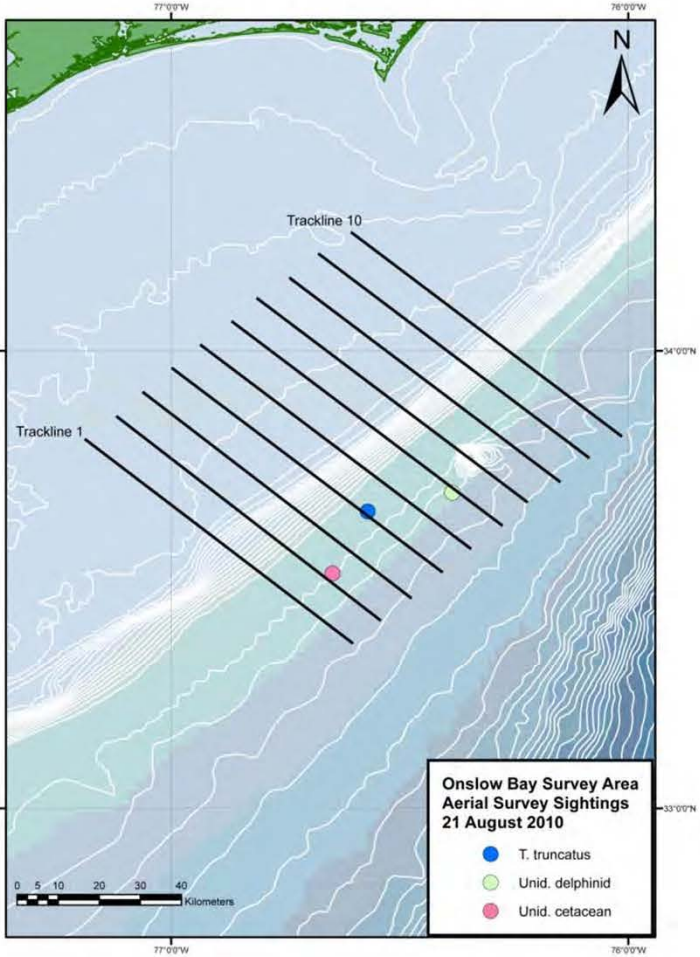 77°0'0"W
76°0'0"W
N
Trackline 10
34°0'0"N
Trackline 1
33°0'0"N
Onslow Bay Survey Area
Aerial Survey Sightings
21 August 2010
T. truncatus
Unid. delphinid
Unid. cetacean
0 5 10 20 30 40
Kilometers
77°0'0"W
76°0'0"W